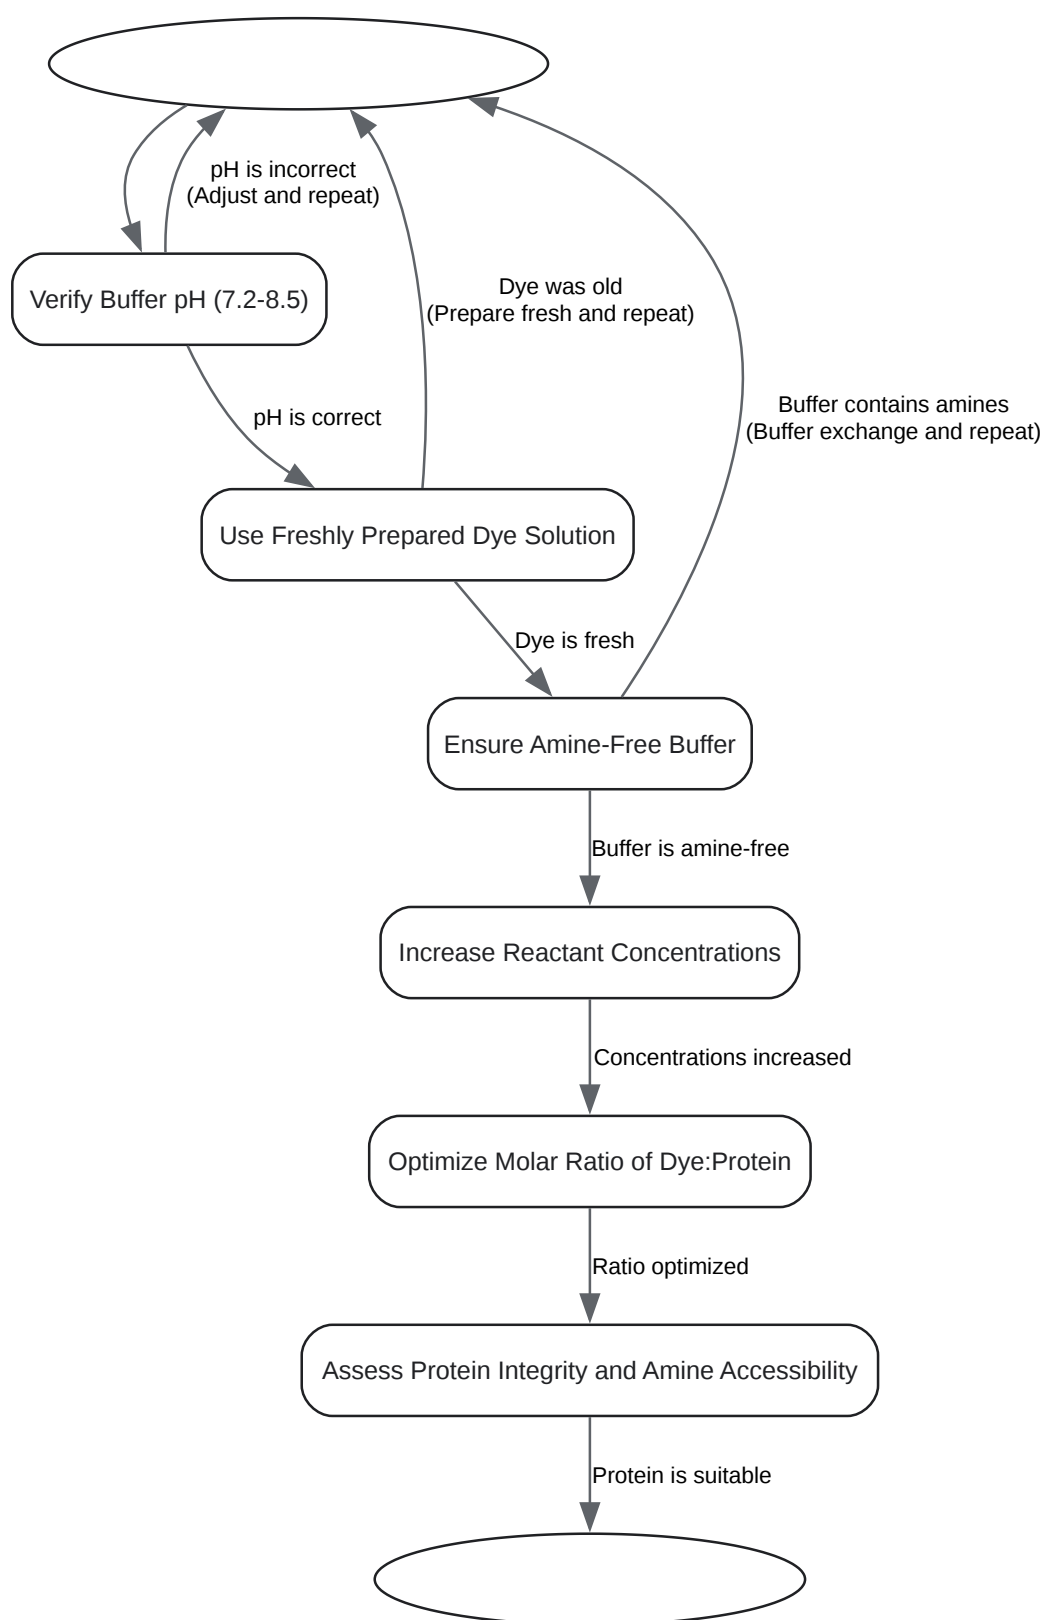 pH is incorrect
(Adjust and repeat)
Verify Buffer pH (7.2-8.5)
Dye was old
(Prepare fresh and repeat)
Buffer contains amines
(Buffer exchange and repeat)
pH is correct
Use Freshly Prepared Dye Solution
Dye is fresh
Ensure Amine-Free Buffer
Buffer is amine-free
Increase Reactant Concentrations
Concentrations increased
Optimize Molar Ratio of Dye:Protein
Ratio optimized
Assess Protein Integrity and Amine Accessibility
Protein is suitable